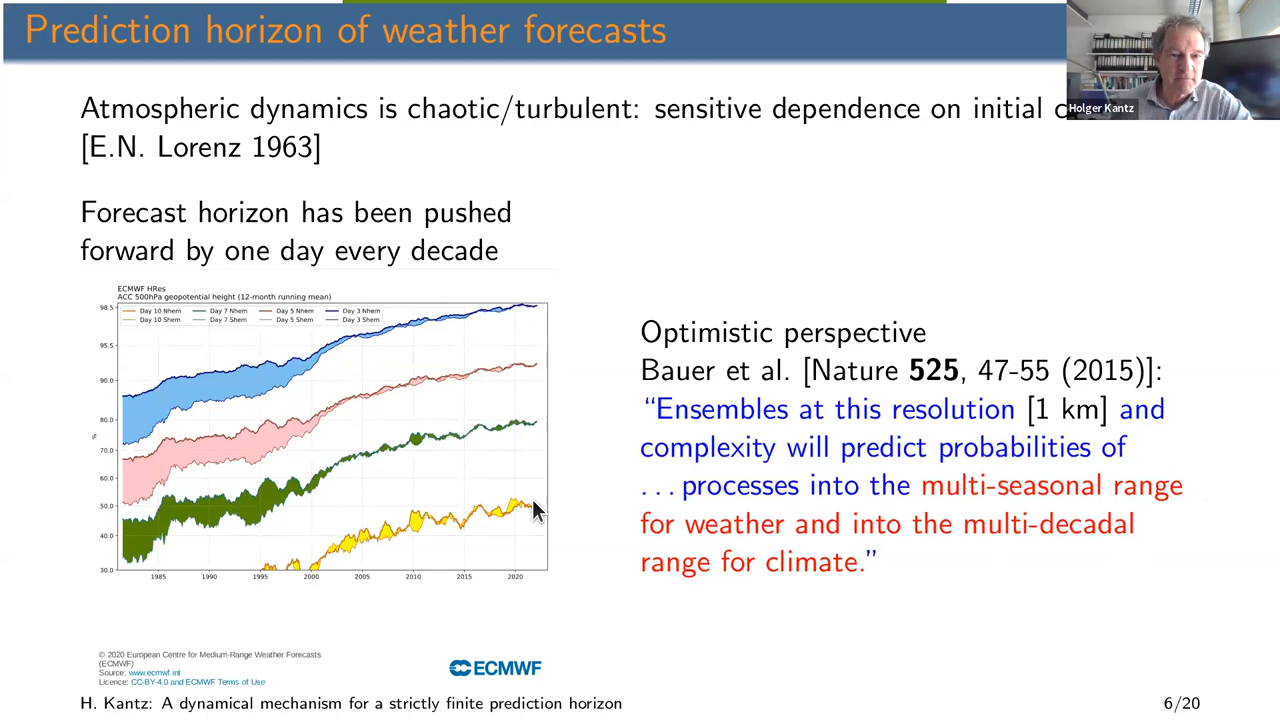 Prediction horizon of weather forecasts
Holger Kantz
Atmospheric dynamics is chaotic/turbulent: sensitive dependence on initial c
[E.N. Lorenz 1963]
Forecast horizon has been pushed
forward by one day every decade
ECMWF HRes
ACC 500hPa geopotential height (12-month running mean)
Day 10 Nhem Day 7 Nhem Day 5 Nhem Day 3 Nhem
Day 10 Shem Day 7 Shem Day 5 Shem Day 3 Shem
98.5
95.5
90.0
80.0
%
70.0
60.0
50.0
40.0
30.0
1985 1990 1995 2000 2005 2010 2015 2020
Optimistic perspective
Bauer et al. [Nature 525, 47-55 (2015)]:
“Ensembles at this resolution [1 km] and
complexity will predict probabilities of
...processes into the multi-seasonal range
for weather and into the multi-decadal
range for climate.”
© 2020 European Centre for Medium-Range Weather Forecasts
(ECMWF)
Source: www.ecmwf.int
Licence: CC-BY-4.0 and ECMWF Terms of Use
ECMWF
H. Kantz: A dynamical mechanism for a strictly finite prediction horizon
6/20